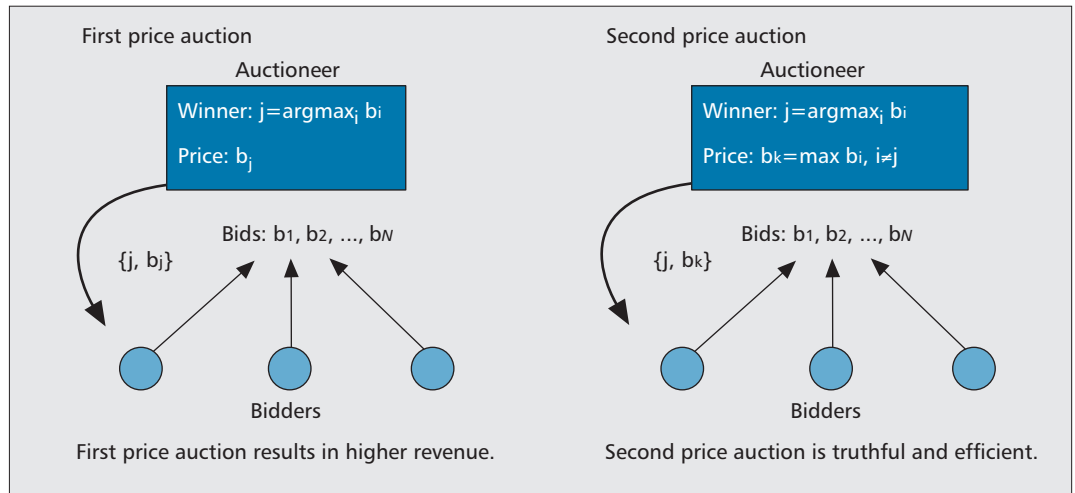 First price auction
Auctioneer
Winner: j=argmaxᵢ bi
Price: bⱼ
Bids: b1, b2, ..., bN
{j, bj}
Bidders
First price auction results in higher revenue.
Second price auction
Auctioneer
Winner: j=argmaxᵢ bi
Price: bk=max bi, i≠j
Bids: b1, b2, ..., bN
{j, bk}
Bidders
Second price auction is truthful and efficient.